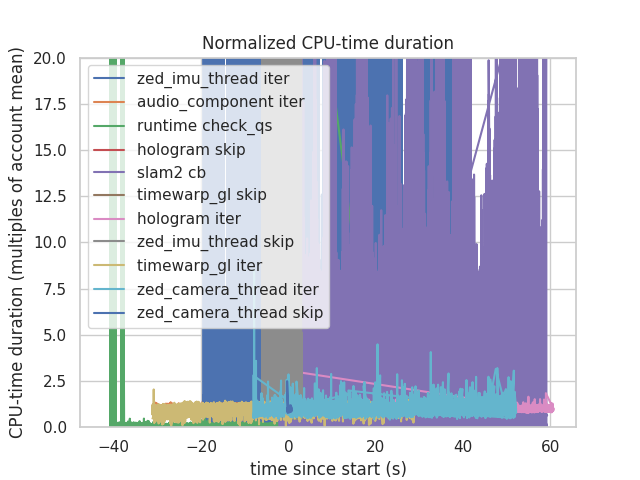 Normalized CPU-time duration
CPU-time duration (multiples of account mean)
20.0
17.5
15.0
12.5
10.0
7.5
5.0
2.5
0.0
zed_imu_thread iter
audio_component iter
runtime check_qs
hologram skip
slam2 cb
timewarp_gl skip
hologram iter
zed_imu_thread skip
timewarp_gl iter
zed_camera_thread iter
zed_camera_thread skip
−40 −20 0 20 40 60
time since start (s)